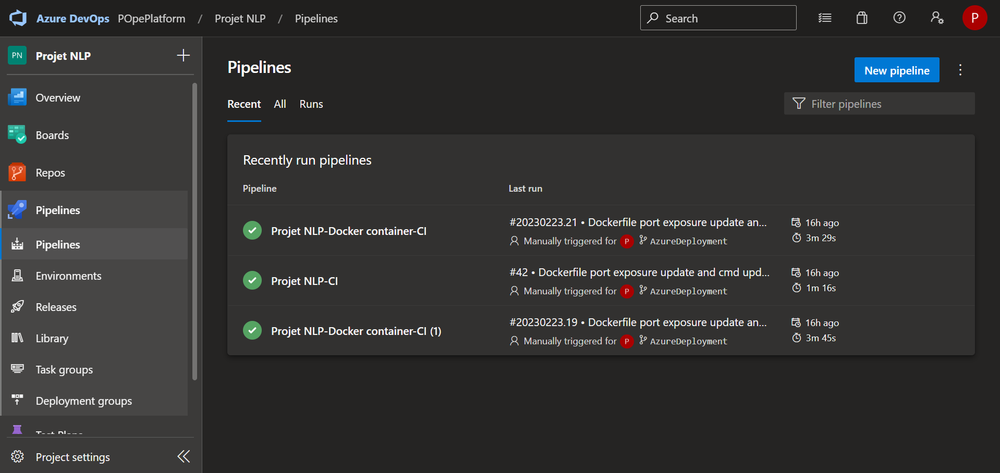 Azure DevOps POpePlatform / Projet NLP / Pipelines
Search
P
PN Projet NLP
Overview
Boards
Repos
Pipelines
Pipelines
Environments
Releases
Library
Task groups
Deployment groups
Test Plans
Project settings
Pipelines
New pipeline
Recent All Runs
Filter pipelines
Recently run pipelines
Pipeline Last run
Projet NLP-Docker container-CI
#20230223.21 • Dockerfile port exposure update an...
Manually triggered for P AzureDeployment
16h ago
3m 29s
Projet NLP-CI
#42 • Dockerfile port exposure update and cmd upd...
Manually triggered for P AzureDeployment
16h ago
1m 16s
Projet NLP-Docker container-CI (1)
#20230223.19 • Dockerfile port exposure update an...
Manually triggered for P AzureDeployment
16h ago
3m 45s